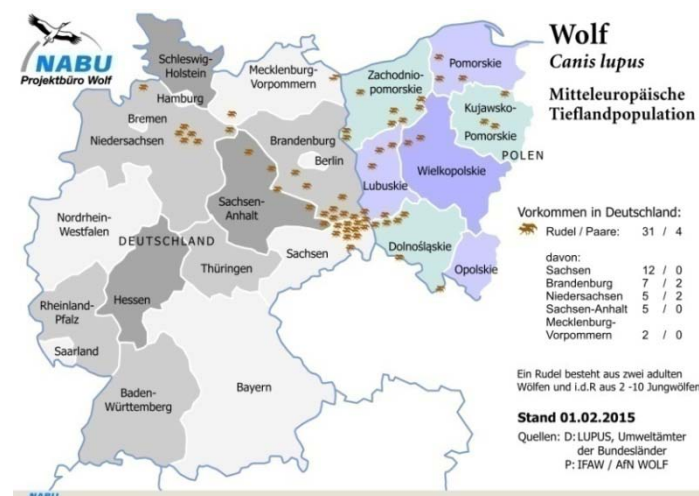 NABU
Projektbüro Wolf
Wolf
Canis lupus
Mitteleuropäische
Tieflandpopulation
Schleswig-
Holstein
Hamburg
Mecklenburg-
Vorpommern
Bremen
Niedersachsen
Brandenburg
Berlin
Sachsen-
Anhalt
Nordrhein-
Westfalen
DEUTSCHLAND
Hessen
Thüringen
Sachsen
Rheinland-
Pfalz
Saarland
Baden-
Württemberg
Bayern
Zachodnio-
pomorskie
Pomorskie
Kujawsko-
Pomorskie
POLEN
Wielkopolskie
Lubuskie
Dolnośląskie
Opolskie
Vorkommen in Deutschland:
Rudel / Paare: 31 / 4
davon:
Sachsen 12 / 0
Brandenburg 7 / 2
Niedersachsen 5 / 2
Sachsen-Anhalt 5 / 0
Mecklenburg-
Vorpommern 2 / 0
Ein Rudel besteht aus zwei adulten
Wölfen und i.d.R aus 2 -10 Jungwölfen
Stand 01.02.2015
Quellen: D: LUPUS, Umweltämter
der Bundesländer
P: IFAW / AfN WOLF
NABU